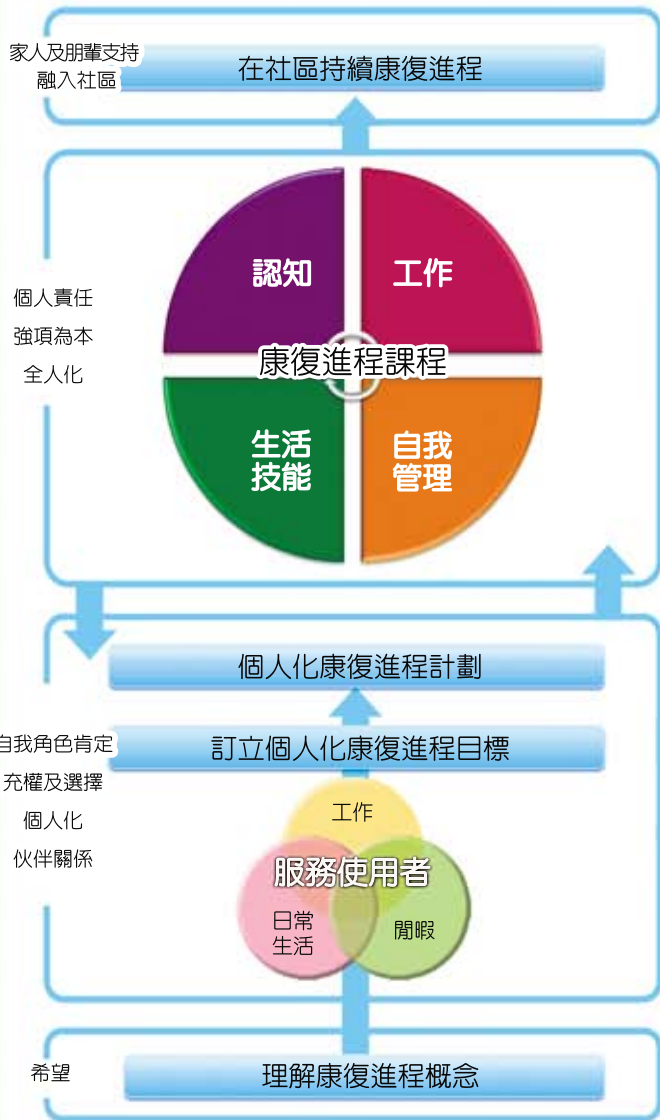 家人及朋輩支持
融入社區
在社區持續康復進程
認知
工作
個人責任
強項為本
全人化
康復進程課程
生活
技能
自我
管理
個人化康復進程計劃
自我角色肯定
訂立個人化康復進程目標
充權及選擇
個人化
伙伴關係
工作
服務使用者
日常
生活
閒暇
希望
理解康復進程概念